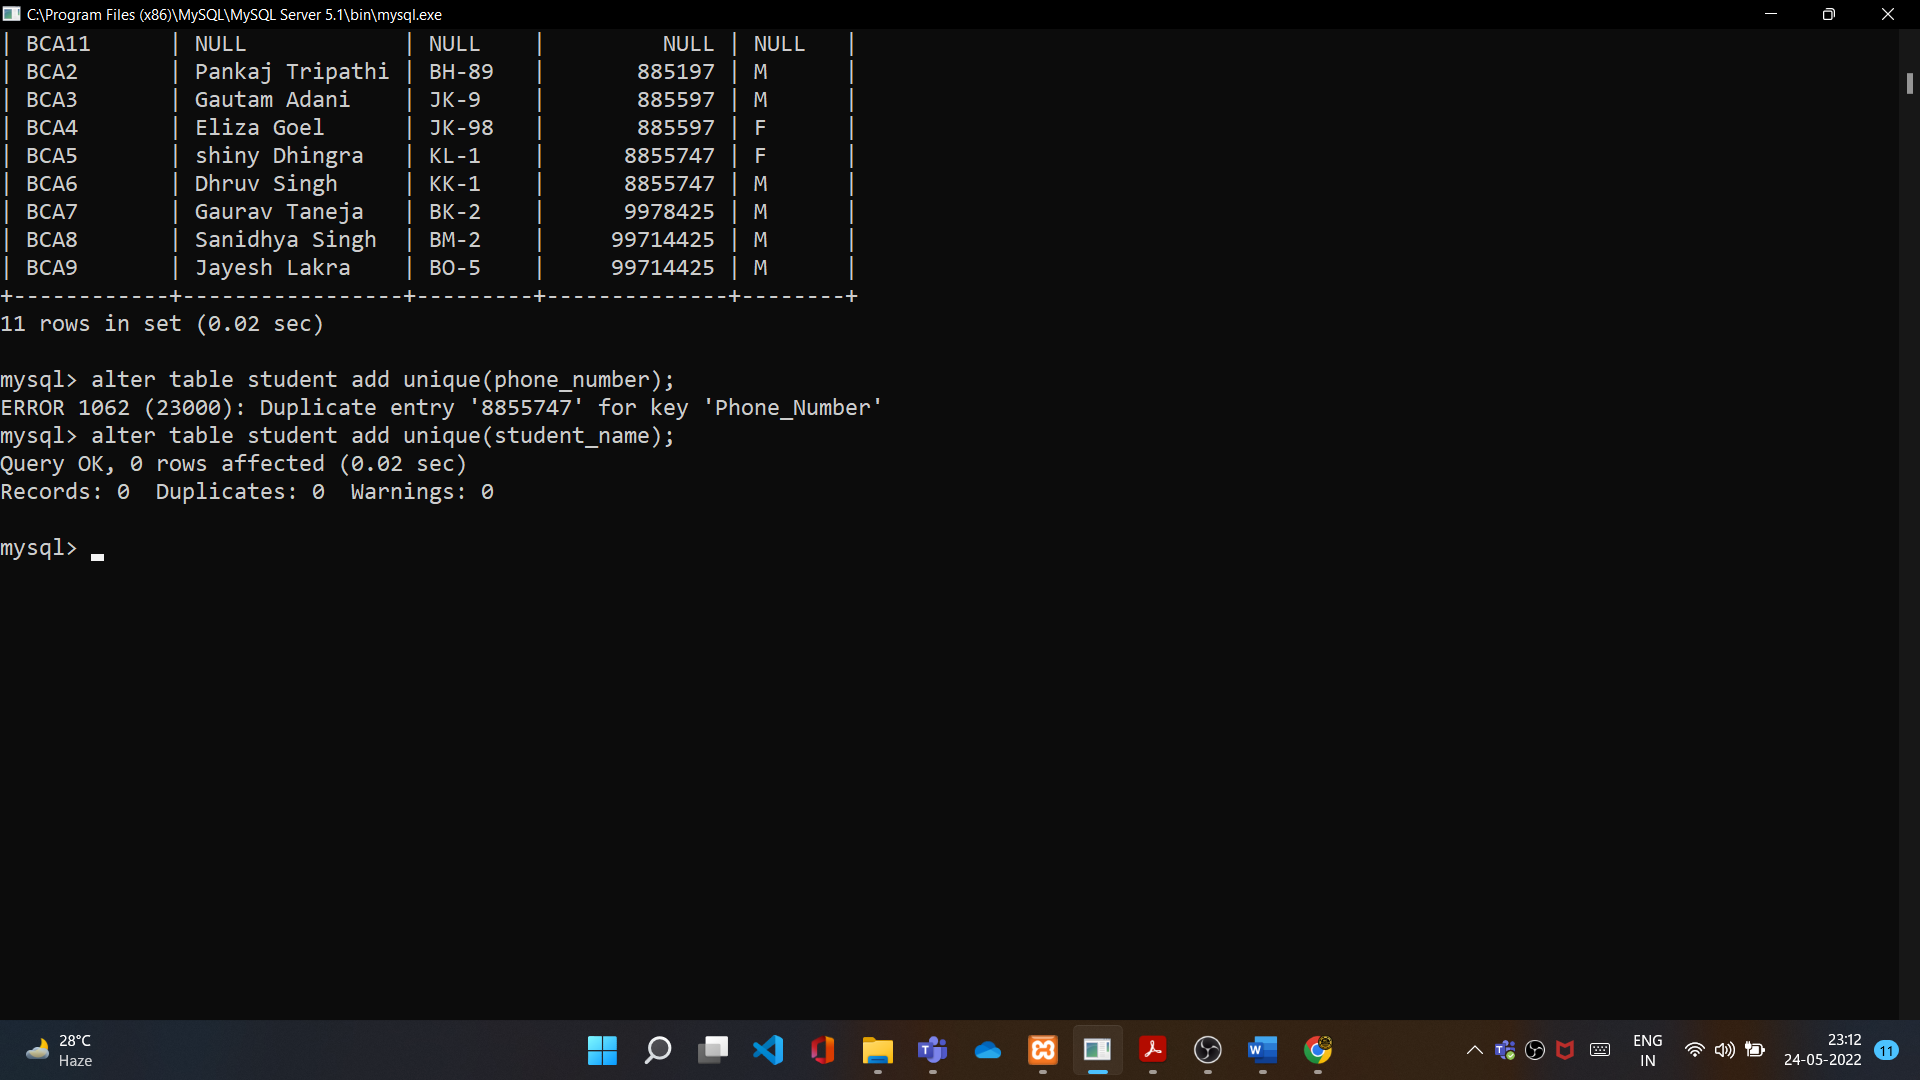 C:\Program Files (x86)\MySQL\MySQL Server 5.1\bin\mysql.exe
| BCA11      | NULL            | NULL    |         NULL | NULL   |
| BCA2       | Pankaj Tripathi | BH-89   |       885197 | M      |
| BCA3       | Gautam Adani    | JK-9    |       885597 | M      |
| BCA4       | Eliza Goel      | JK-98   |       885597 | F      |
| BCA5       | shiny Dhingra   | KL-1    |      8855747 | F      |
| BCA6       | Dhruv Singh     | KK-1    |      8855747 | M      |
| BCA7       | Gaurav Taneja   | BK-2    |      9978425 | M      |
| BCA8       | Sanidhya Singh  | BM-2    |     99714425 | M      |
| BCA9       | Jayesh Lakra    | BO-5    |     99714425 | M      |
+------------+-----------------+---------+--------------+--------+
11 rows in set (0.02 sec)
mysql> alter table student add unique(phone_number);
ERROR 1062 (23000): Duplicate entry '8855747' for key 'Phone_Number'
mysql> alter table student add unique(student_name);
Query OK, 0 rows affected (0.02 sec)
Records: 0  Duplicates: 0  Warnings: 0
mysql>
28°C
Haze
ENG
IN
23:12
24-05-2022
11